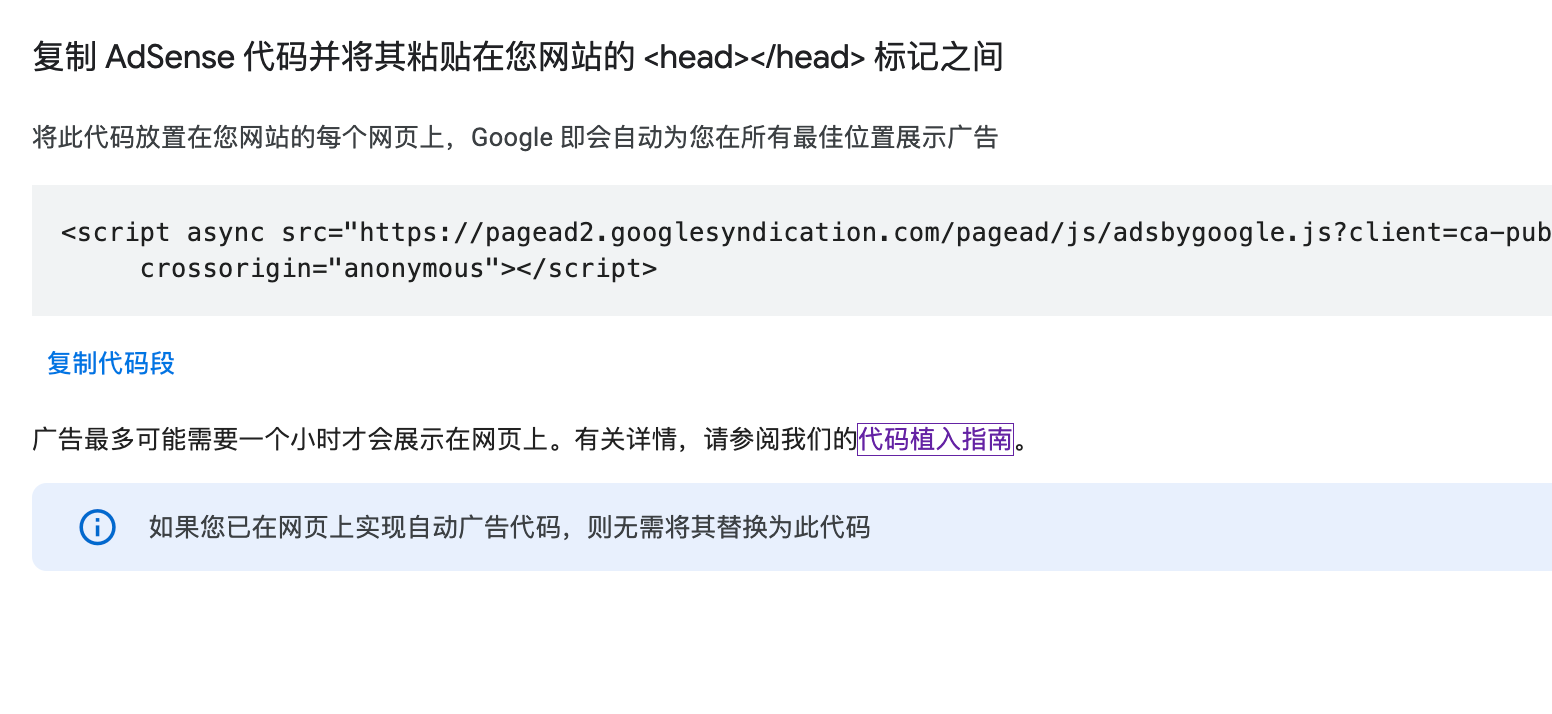 复制 AdSense 代码并将其粘贴在您网站的 <head></head> 标记之间
将此代码放置在您网站的每个网页上，Google 即会自动为您在所有最佳位置展示广告
<script async src="https://pagead2.googlesyndication.com/pagead/js/adsbygoogle.js?client=ca-pub
crossorigin="anonymous"></script>
复制代码段
广告最多可能需要一个小时才会展示在网页上。有关详情，请参阅我们的代码植入指南。
如果您已在网页上实现自动广告代码，则无需将其替换为此代码